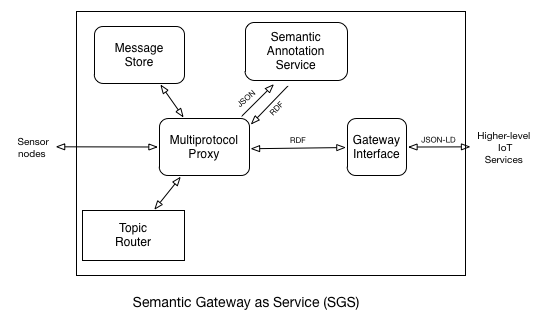 Message
Store
Semantic
Annotation
Service
JSON
RDF
Sensor
nodes
Multiprotocol
Proxy
RDF
Gateway
Interface
JSON-LD
Higher-level
IoT
Services
Topic
Router
Semantic Gateway as Service (SGS)